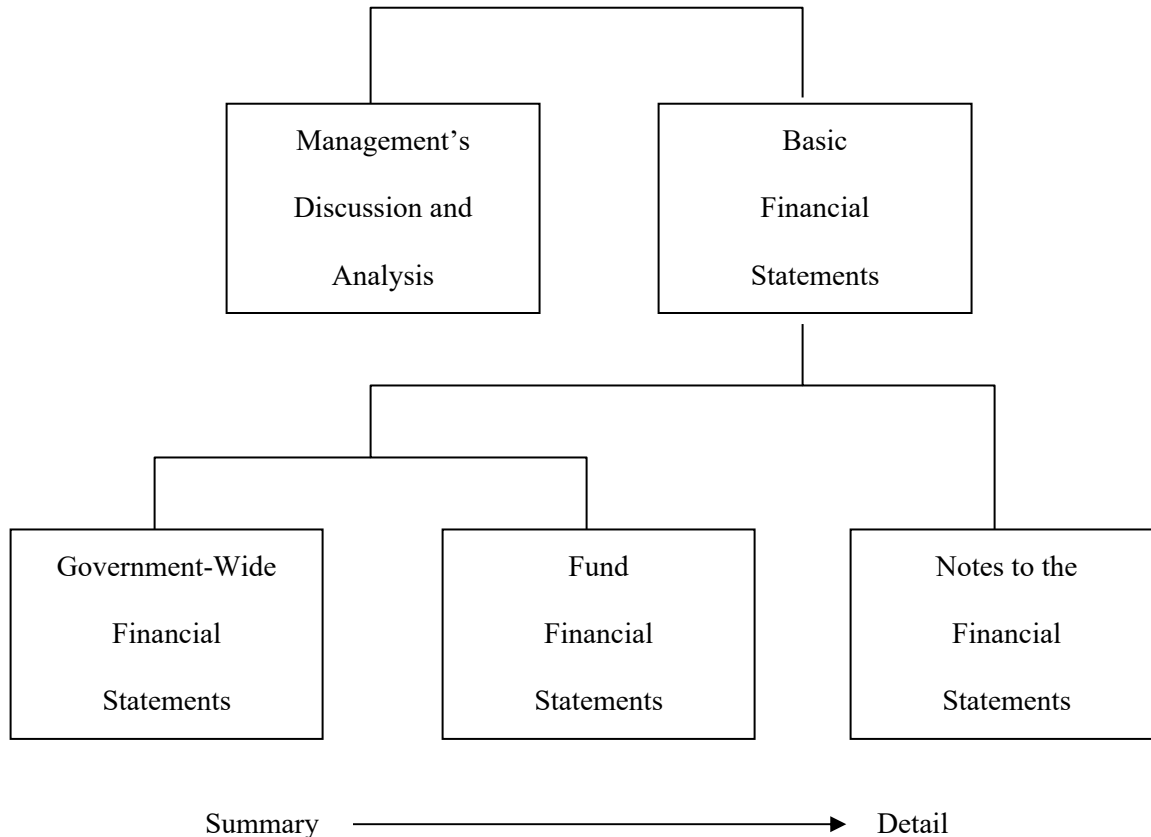 Management’s
Discussion and
Analysis
Basic
Financial
Statements
Government-Wide
Financial
Statements
Fund
Financial
Statements
Notes to the
Financial
Statements
Summary
Detail